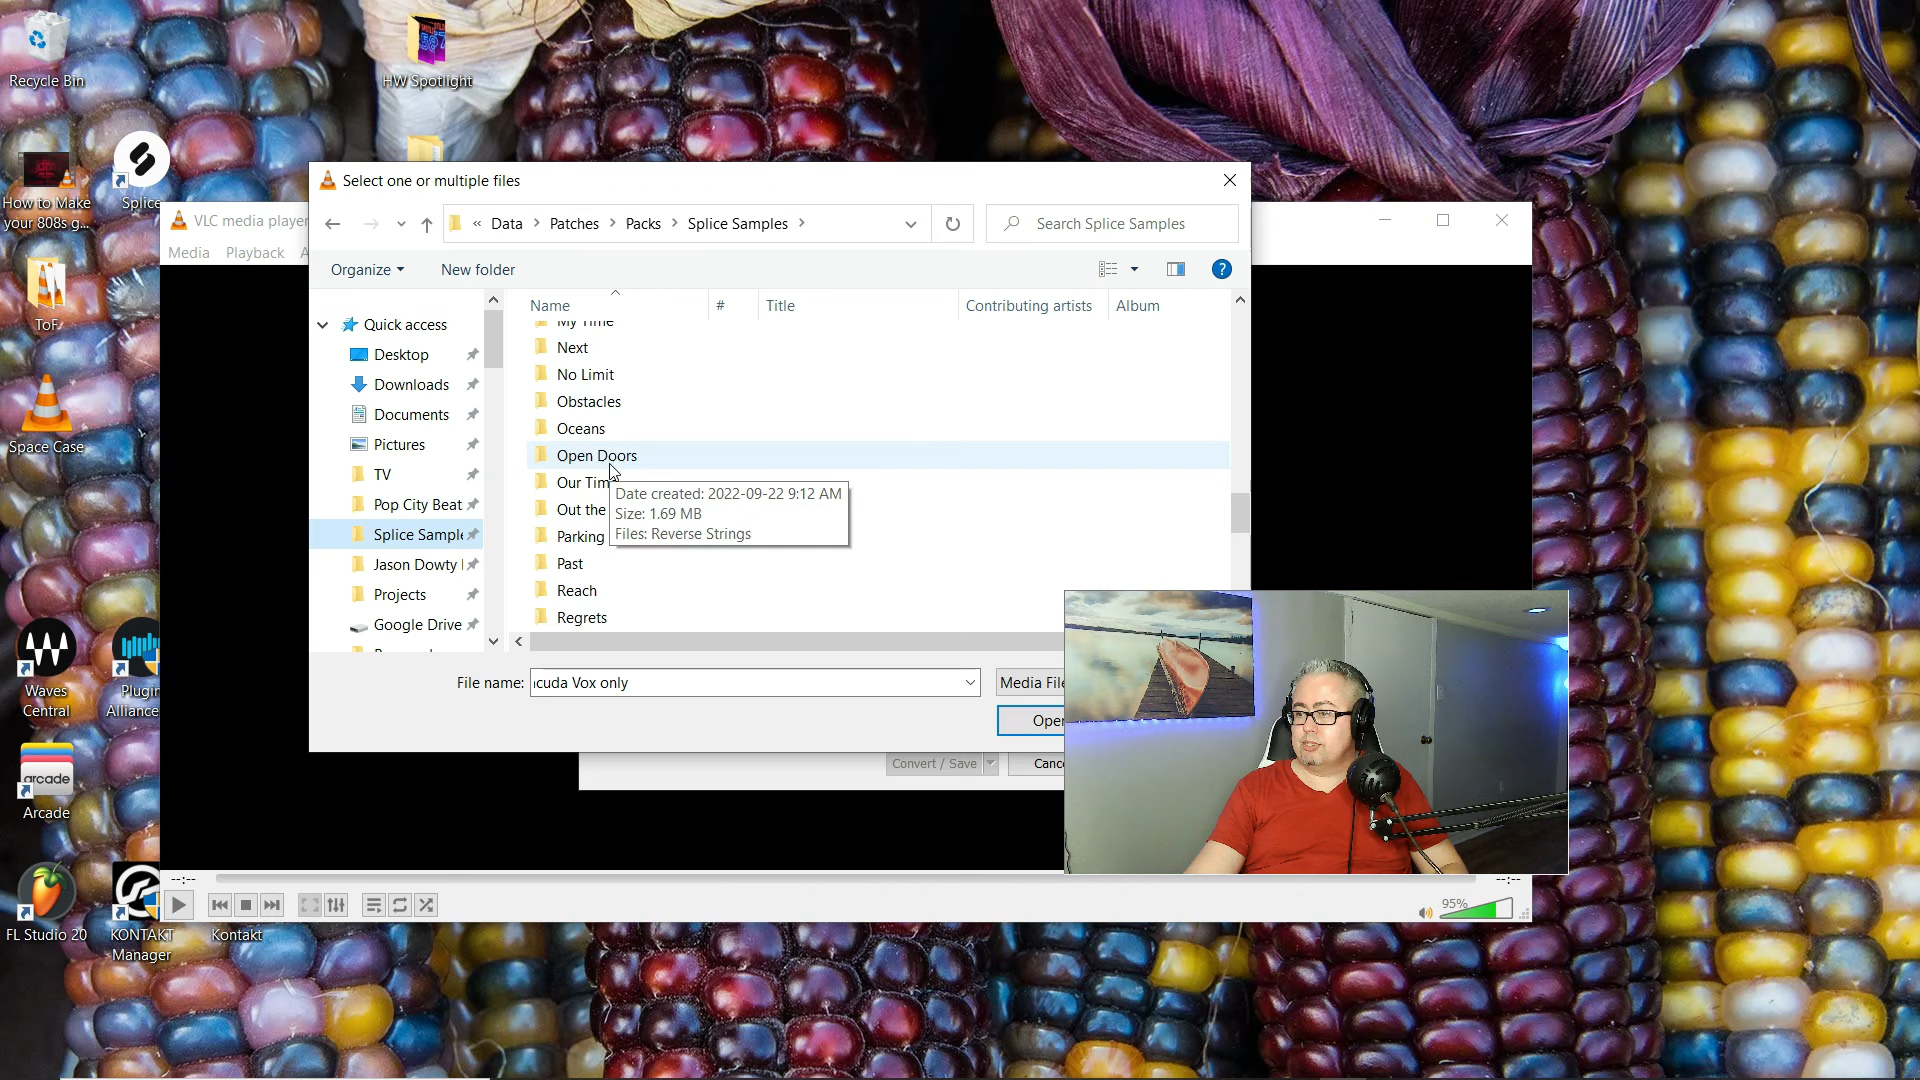 Recycle Bin
HW Spotlight
How to Make
your 808s g...
Splice
ToF
Space Case
Waves
Central
Plugin
Alliance
arcade
Arcade
FL Studio 20
KONTAKT
Manager
Kontakt
VLC media player
Media Playback A
Select one or multiple files
« Data > Patches > Packs > Splice Samples >
Search Splice Samples
Organize
New folder
Name
#
Title
Contributing artists
Album
Quick access
Desktop
Downloads
Documents
Pictures
TV
Pop City Beat
Splice Sample
Jason Dowty
Projects
Google Drive
My Time
Next
No Limit
Obstacles
Oceans
Open Doors
Our Tim
Out the
Parking
Past
Reach
Regrets
Date created: 2022-09-22 9:12 AM
Size: 1.69 MB
Files: Reverse Strings
File name:
cuda Vox only
Media File
Open
Convert / Save
Cance
--:--
--:--
95%